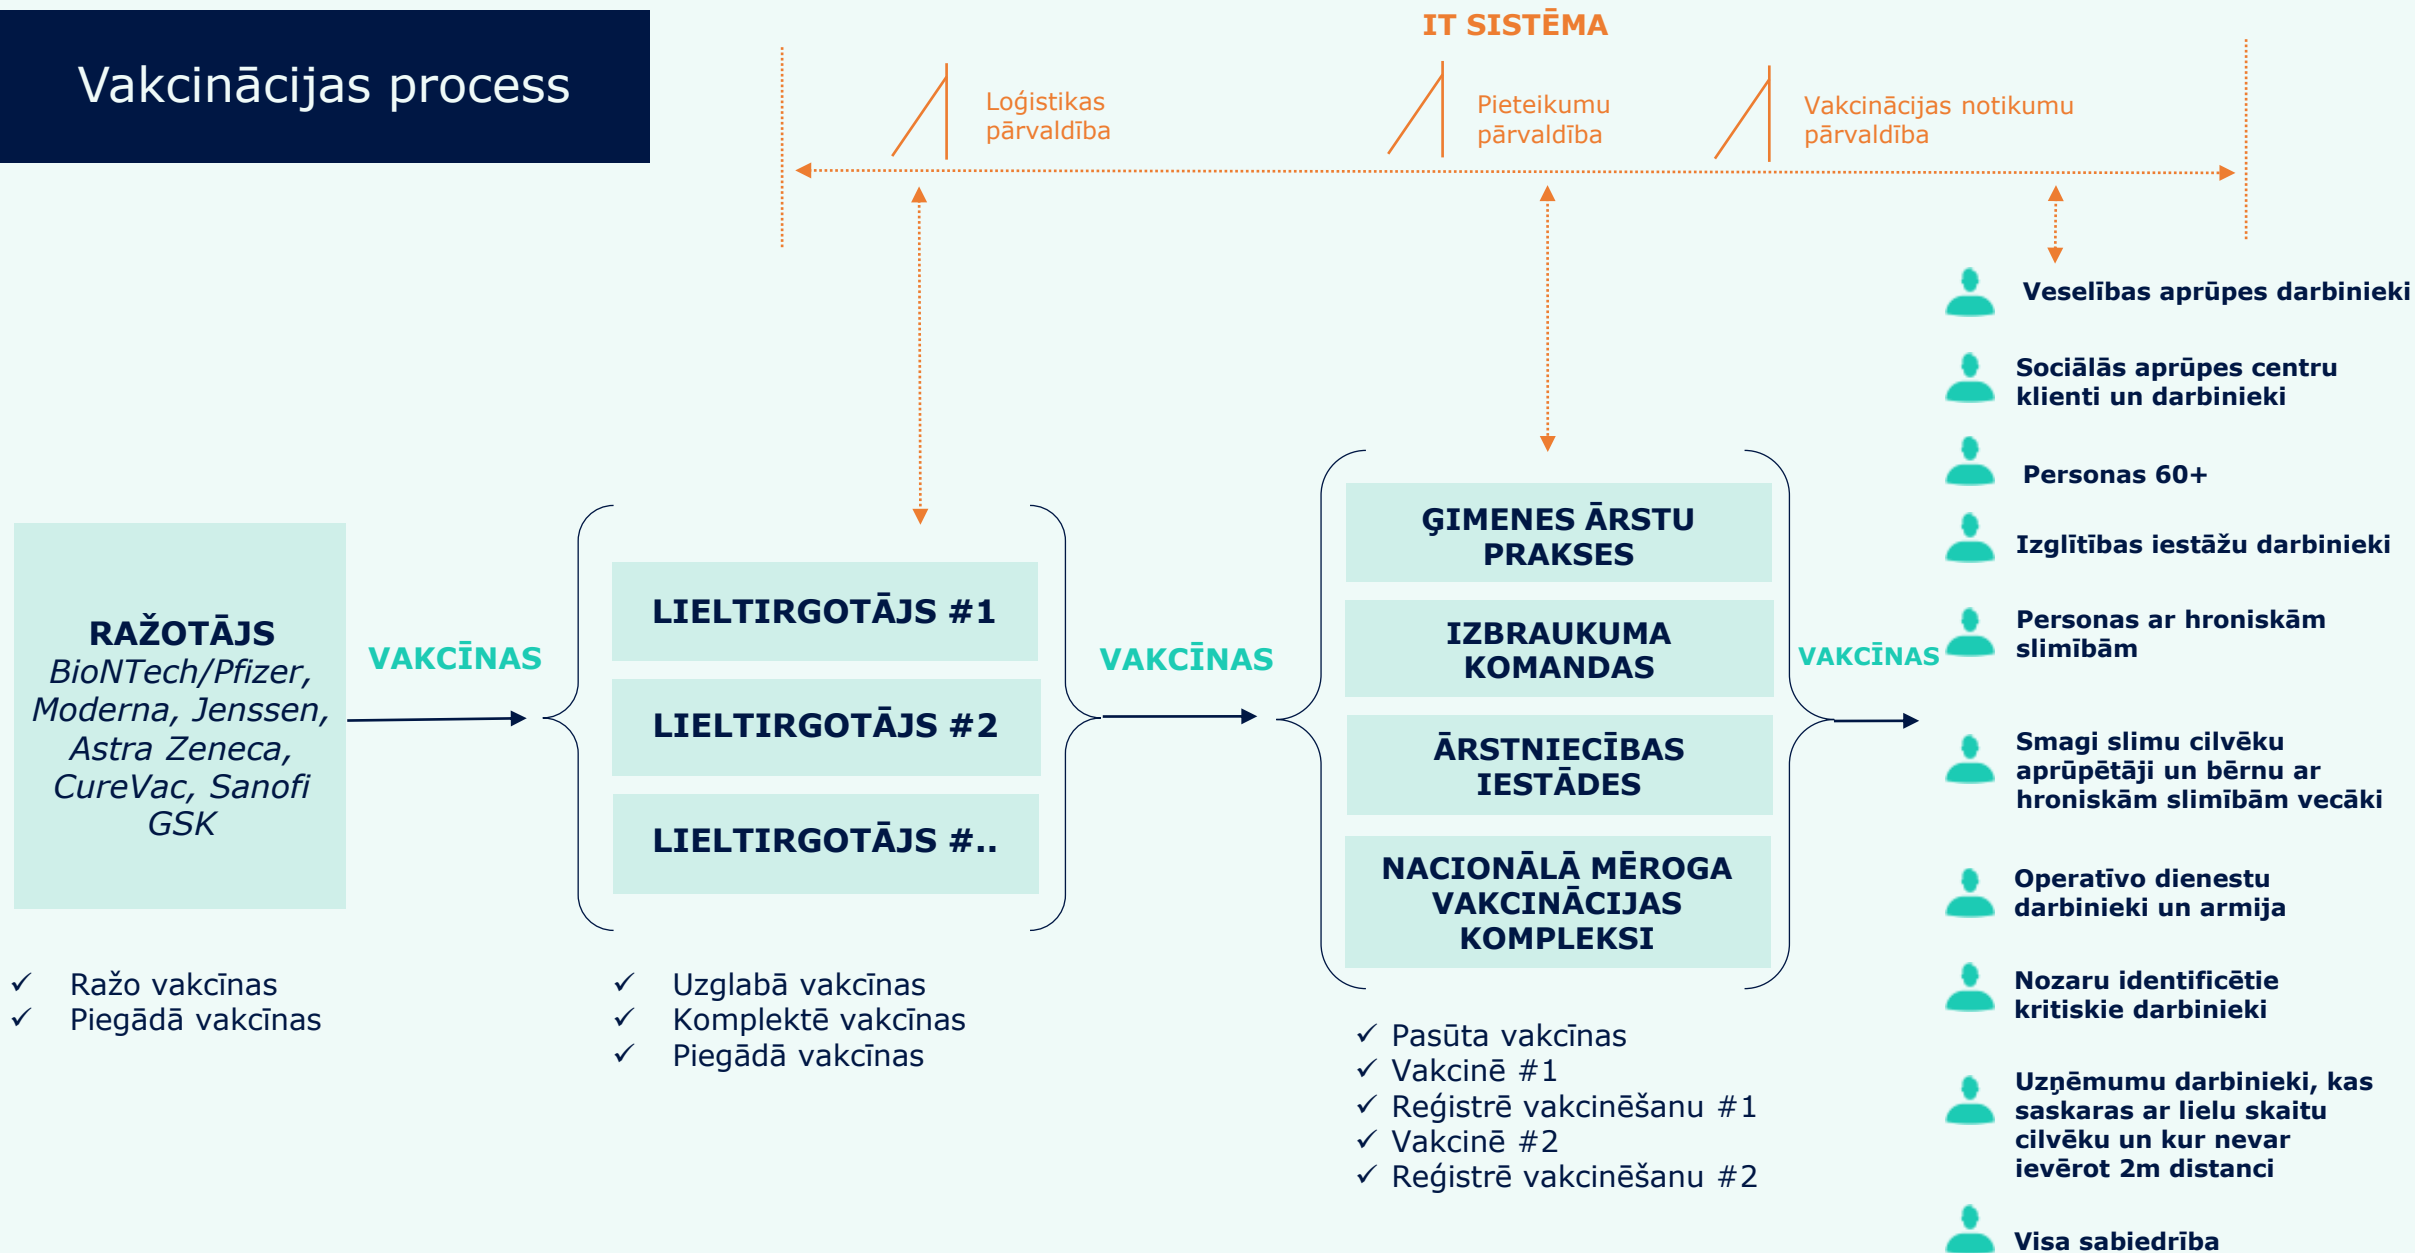 Vakcinācijas process
IT SISTĒMA
Loģistikas
pārvaldība
Pieteikumu
pārvaldība
Vakcinācijas notikumu
pārvaldība
RAŽOTĀJS
BioNTech/Pfizer,
Moderna, Jenssen,
Astra Zeneca,
CureVac, Sanofi
GSK
✓ Ražo vakcīnas
✓ Piegādā vakcīnas
VAKCĪNAS
LIELTIRGOTĀJS #1
LIELTIRGOTĀJS #2
LIELTIRGOTĀJS #..
✓ Uzglabā vakcīnas
✓ Komplektē vakcīnas
✓ Piegādā vakcīnas
VAKCĪNAS
ĢIMENES ĀRSTU
PRAKSES
IZBRAUKUMA
KOMANDAS
ĀRSTNIECĪBAS
IESTĀDES
NACIONĀLĀ MĒROGA
VAKCINĀCIJAS
KOMPLEKSI
✓ Pasūta vakcīnas
✓ Vakcinē #1
✓ Reģistrē vakcinēšanu #1
✓ Vakcinē #2
✓ Reģistrē vakcinēšanu #2
VAKCĪNAS
Veselības aprūpes darbinieki
Sociālās aprūpes centru
klienti un darbinieki
Personas 60+
Izglītības iestāžu darbinieki
Personas ar hroniskām
slimībām
Smagi slimu cilvēku
aprūpētāji un bērnu ar
hroniskām slimībām vecāki
Operatīvo dienestu
darbinieki un armija
Nozaru identificētie
kritiskie darbinieki
Uzņēmumu darbinieki, kas
saskaras ar lielu skaitu
cilvēku un kur nevar
ievērot 2m distanci
Visa sabiedrība